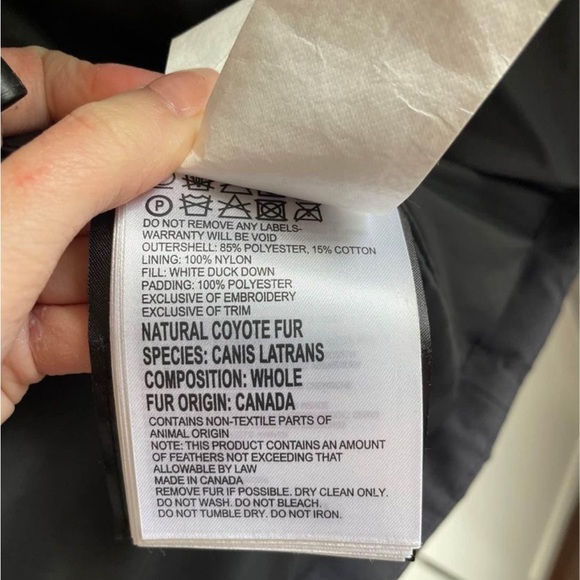 P
DO NOT REMOVE ANY LABELS-
WARRANTY WILL BE VOID
OUTERSHELL: 85% POLYESTER, 15% COTTON
LINING: 100% NYLON
FILL: WHITE DUCK DOWN
PADDING: 100% POLYESTER
EXCLUSIVE OF EMBROIDERY
EXCLUSIVE OF TRIM
NATURAL COYOTE FUR
SPECIES: CANIS LATRANS
COMPOSITION: WHOLE
FUR ORIGIN: CANADA
CONTAINS NON-TEXTILE PARTS OF
ANIMAL ORIGIN
NOTE: THIS PRODUCT CONTAINS AN AMOUNT
OF FEATHERS NOT EXCEEDING THAT
ALLOWABLE BY LAW
MADE IN CANADA
REMOVE FUR IF POSSIBLE. DRY CLEAN ONLY.
DO NOT WASH. DO NOT BLEACH.
DO NOT TUMBLE DRY. DO NOT IRON.